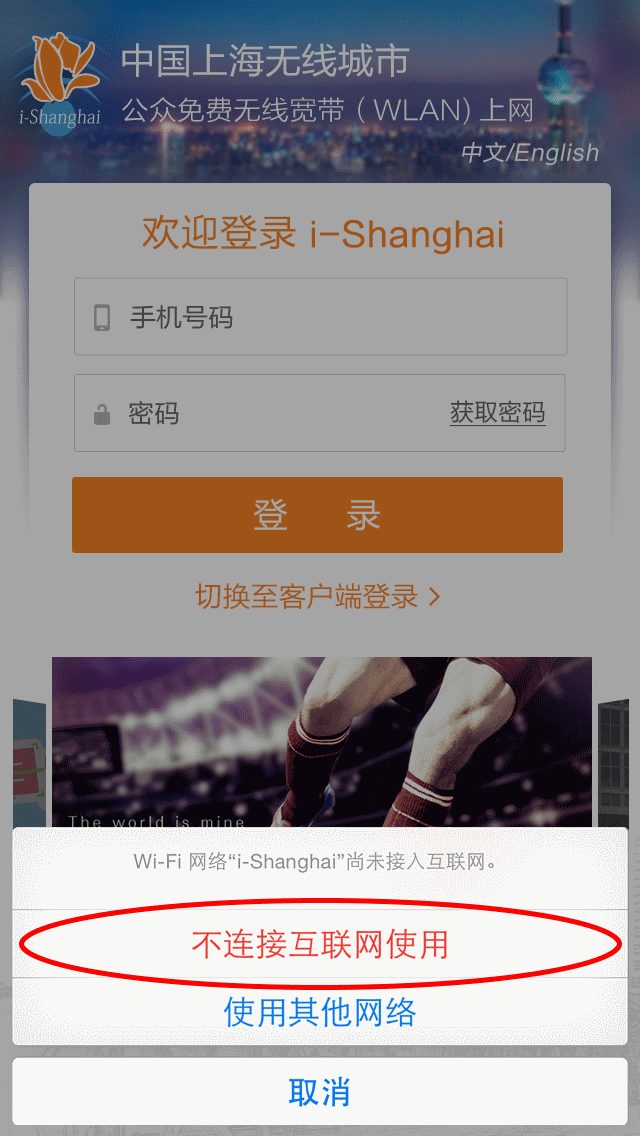 i-Shanghai
中国上海无线城市
公众免费无线宽带（WLAN）上网
中文/English
欢迎登录 i-Shanghai
手机号码
密码
获取密码
登 录
切换至客户端登录 >
The world is mine
Wi-Fi 网络“i-Shanghai”尚未接入互联网。
不连接互联网使用
使用其他网络
取消